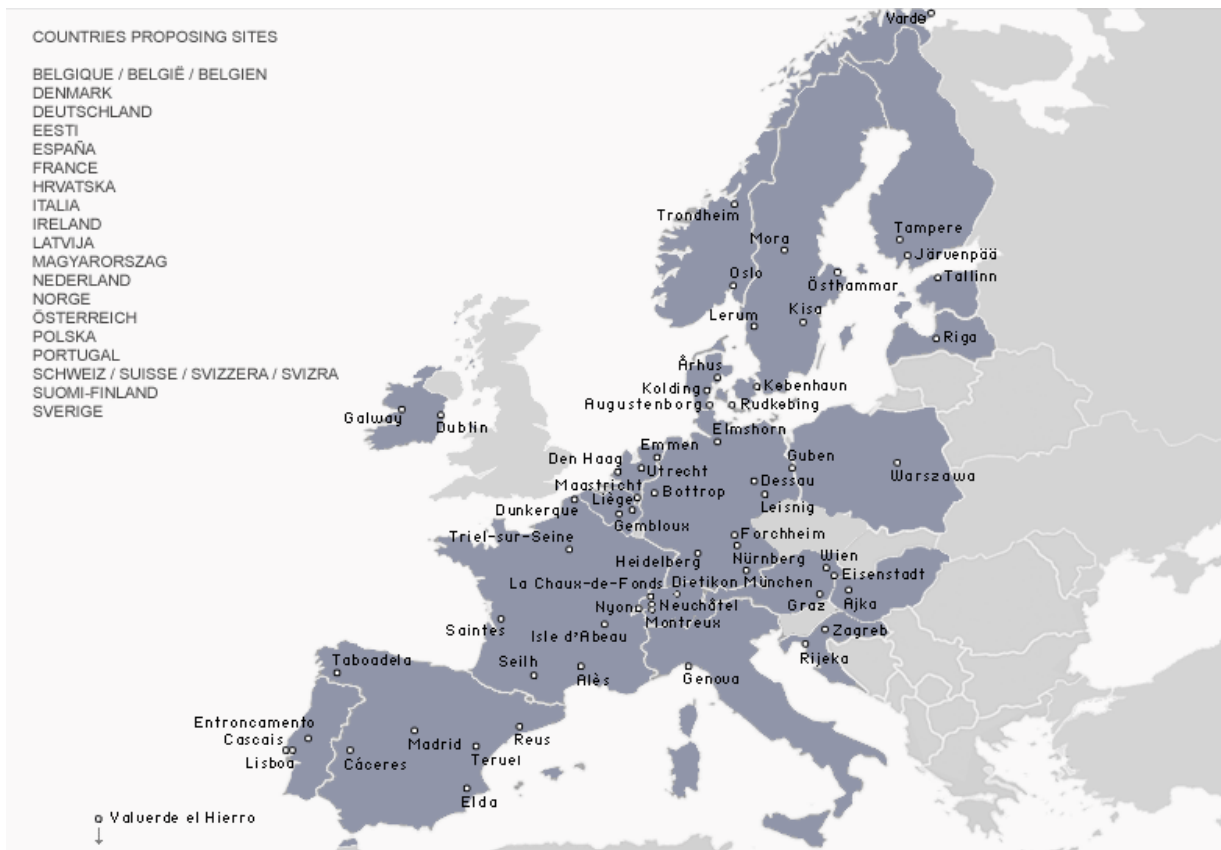 COUNTRIES PROPOSING SITES
BELGIQUE / BELGIË / BELGIEN
DENMARK
DEUTSCHLAND
EESTI
ESPAÑA
FRANCE
HRVATSKA
ITALIA
IRELAND
LATVIJA
MAGYARORSZAG
NEDERLAND
NORGE
ÖSTERREICH
POLSKA
PORTUGAL
SCHWEIZ / SUISSE / SVIZZERA / SVIZRA
SUOMI-FINLAND
SVERIGE
Vardø
Trondheim
Mora
Tampere
Järvenpää
Oslo
Östhammar
Tallinn
Lerum
Kisa
Riga
Århus
Kolding
København
Augustenborg
Rudkøbing
Galway
Dublin
Elmshorn
Emmen
Den Haag
Utrecht
Guben
Warszawa
Maastricht
Bottrop
Dessau
Liège
Leisnig
Dunkerque
Gembloux
Triel-sur-Seine
Forchheim
Heidelberg
Nürnberg
Wien
Eisenstadt
La Chaux-de-Fonds
Dietikon
München
Nyon
Neuchâtel
Graz
Ajka
Montreux
Saintes
Isle d'Abeau
Zagreb
Rijeka
Taboadela
Seilh
Alès
Genova
Entroncamento
Cascais
Lisboa
Madrid
Reus
Cáceres
Teruel
Elda
Valverde el Hierro